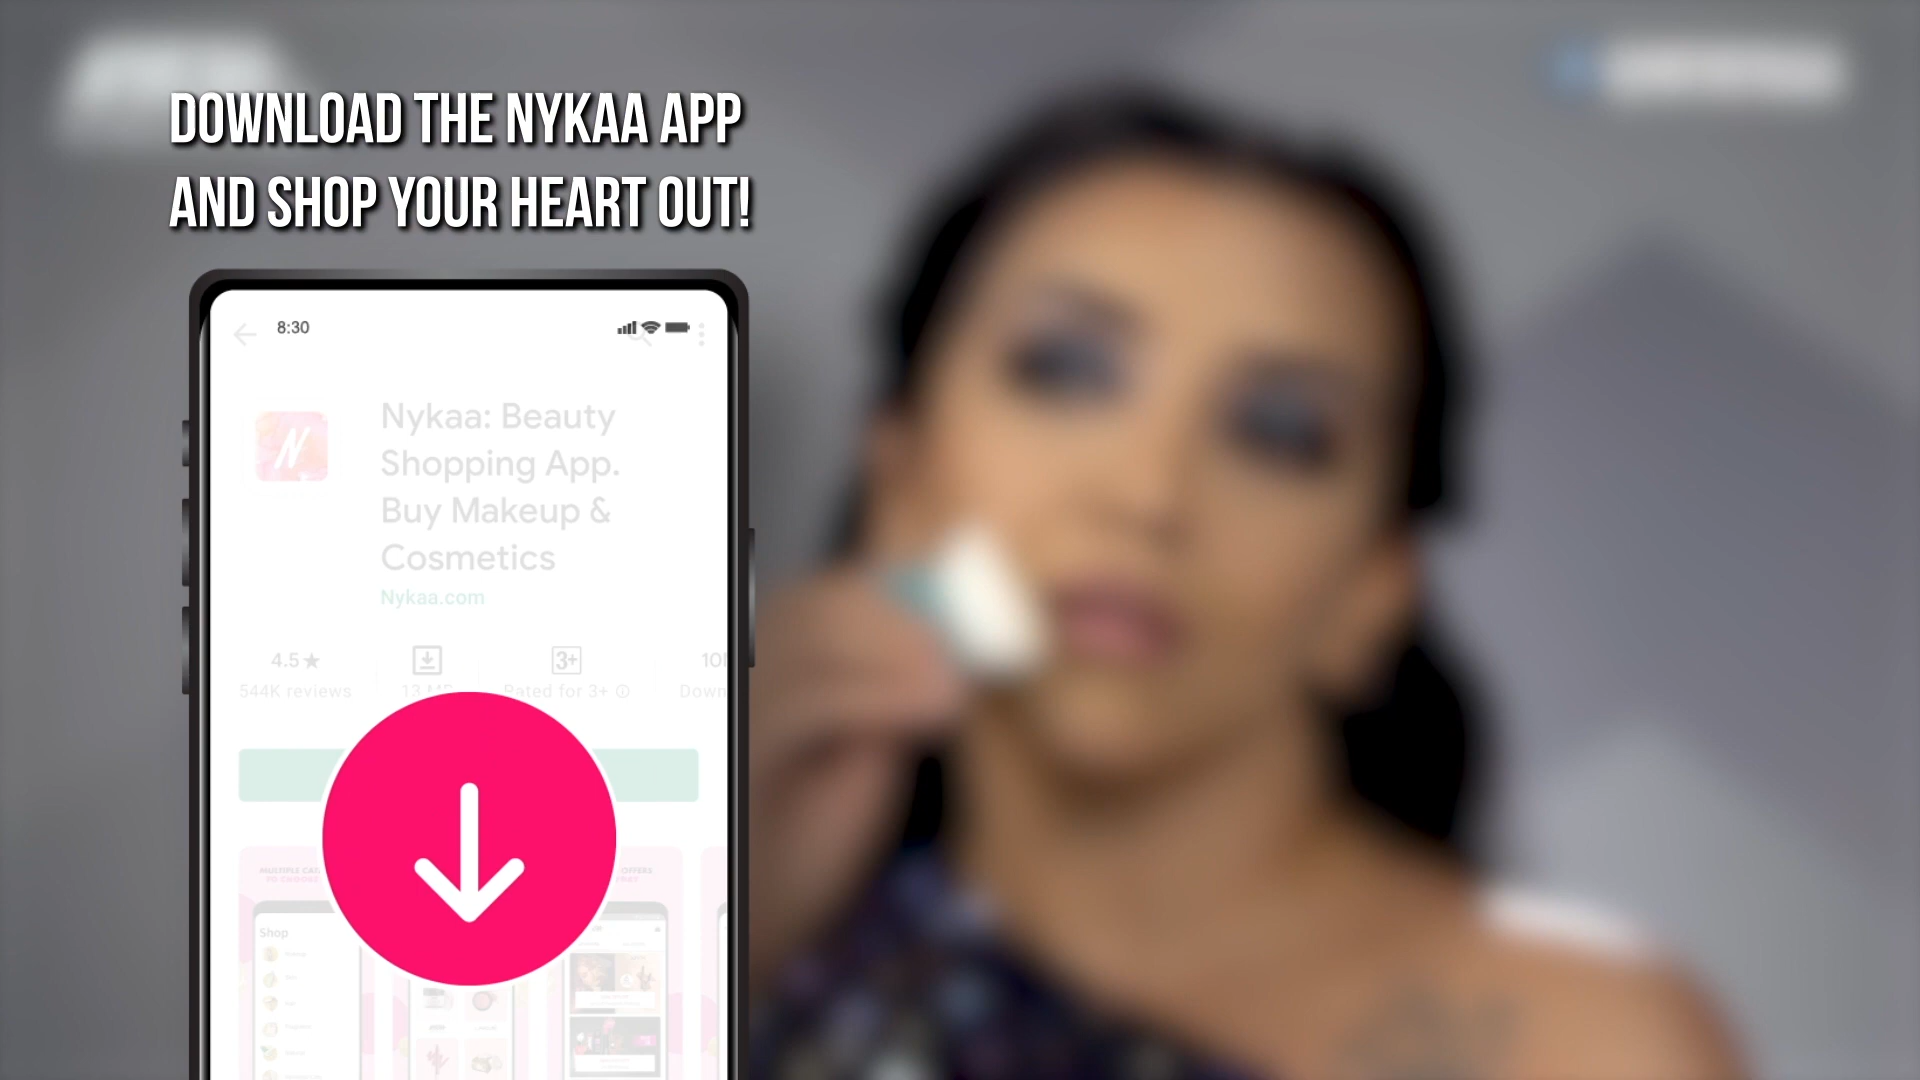 DOWNLOAD THE NYKAA APP
AND SHOP YOUR HEART OUT!
8:30
Nykaa: Beauty
Shopping App.
Buy Makeup &
Cosmetics
Nykaa.com
4.5★
3+
544K reviews
Rated for 3+
OFFERS
Shop